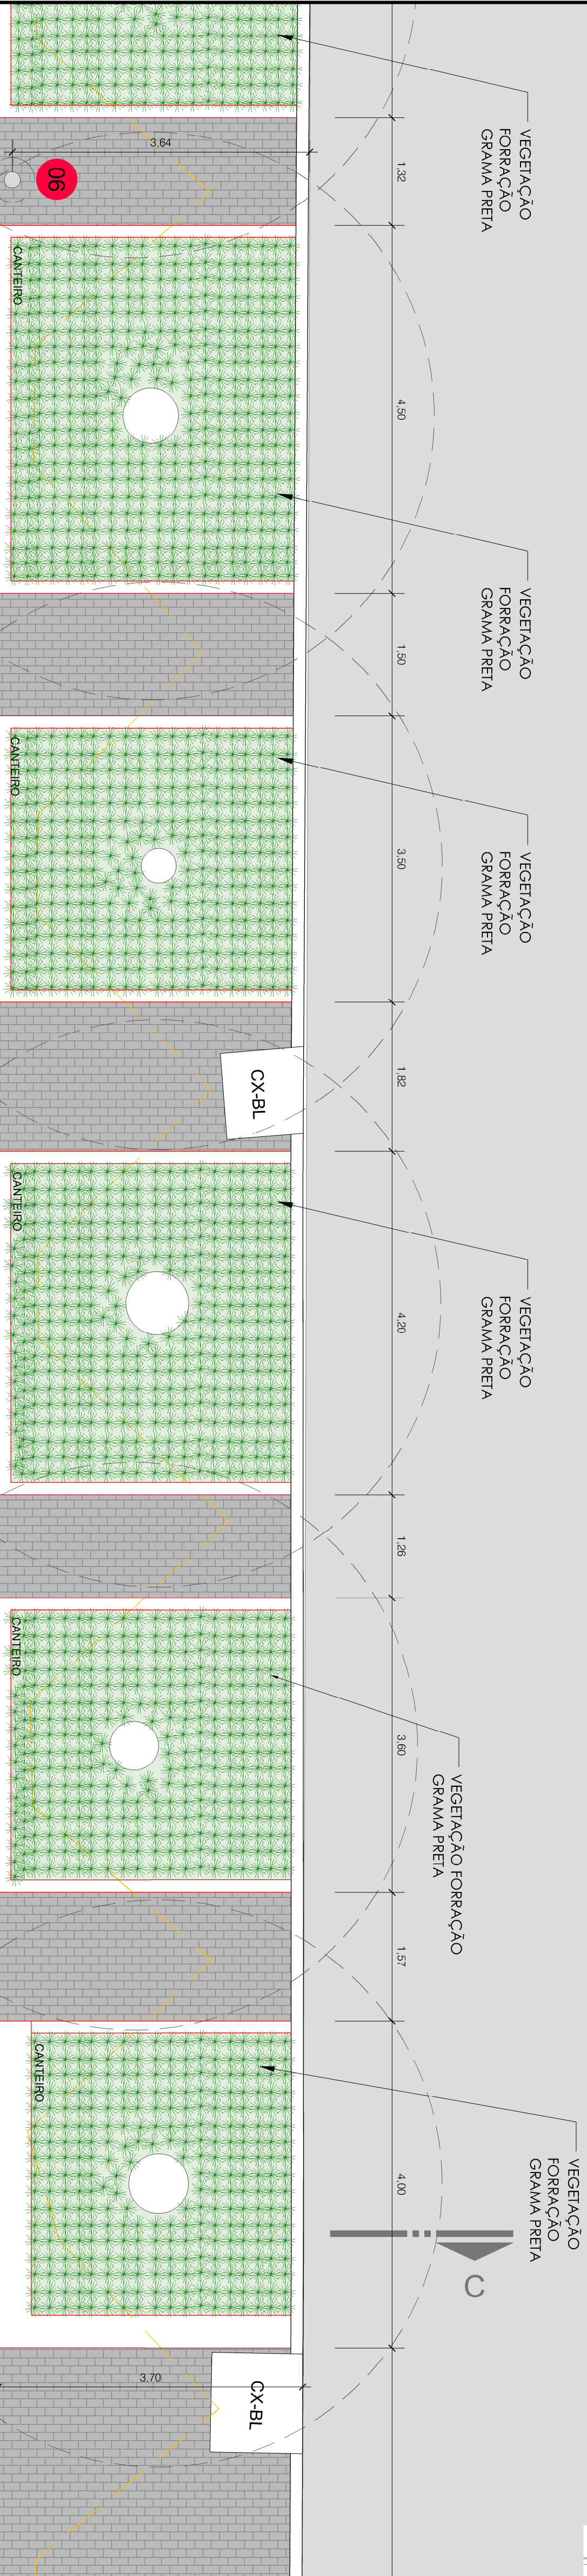 VEGETAÇÃO
FORRAÇÃO
GRAMA PRETA
3,64
06
1,32
CANTEIRO
4,50
VEGETAÇÃO
FORRAÇÃO
GRAMA PRETA
1,50
CANTEIRO
VEGETAÇÃO
FORRAÇÃO
GRAMA PRETA
3,50
CX-BL
1,82
CANTEIRO
VEGETAÇÃO
FORRAÇÃO
GRAMA PRETA
4,20
1,26
CANTEIRO
3,60
VEGETAÇÃO FORRAÇÃO
GRAMA PRETA
1,57
CANTEIRO
VEGETAÇÃO
FORRAÇÃO
GRAMA PRETA
4,00
C
3,70
CX-BL